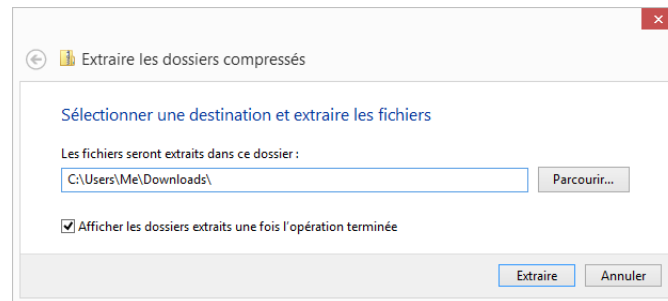 Extraire les dossiers compressés
Sélectionner une destination et extraire les fichiers
Les fichiers seront extraits dans ce dossier :
C:\Users\Me\Downloads\
Parcourir...
Afficher les dossiers extraits une fois l'opération terminée
Extraire
Annuler